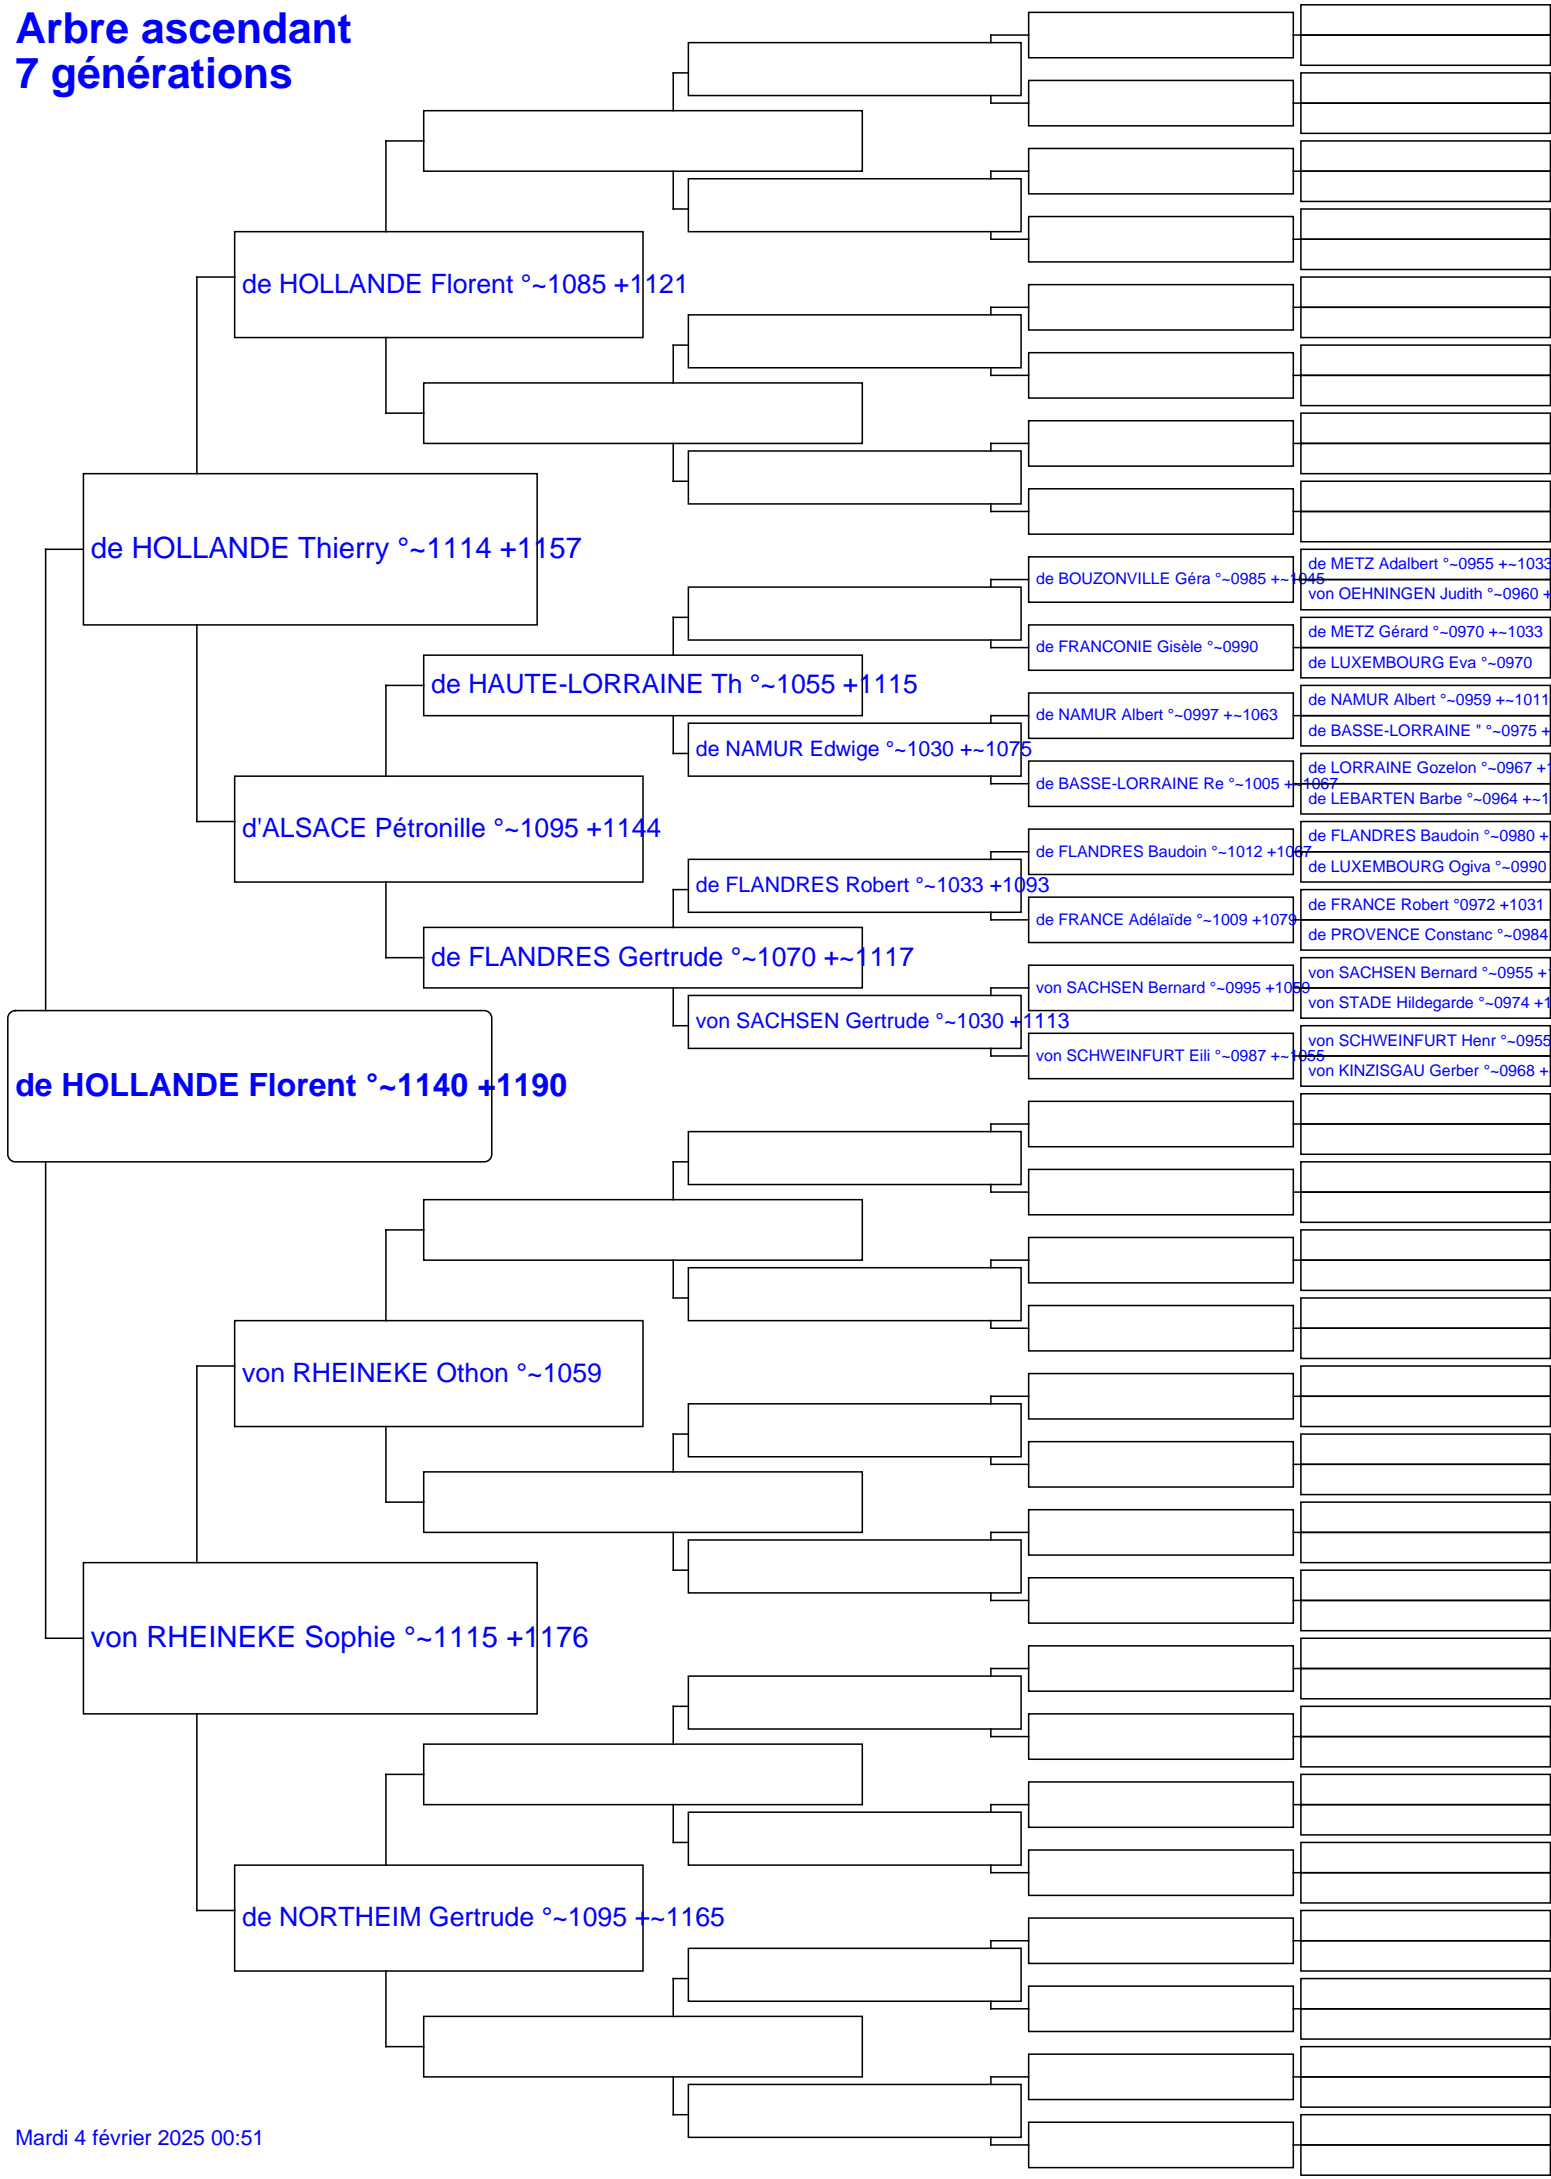 Arbre ascendant
7 générations
de HOLLANDE Florent °~1085 +1121
de HOLLANDE Thierry °~1114 +1157
de BOUZONVILLE Géra °~0985 +~1045
de METZ Adalbert °~0955 +~1033
von OEHNINGEN Judith °~0960 +
de METZ Gérard °~0970 +~1033
de FRANCONIE Gisèle °~0990
de LUXEMBOURG Eva °~0970
de HAUTE-LORRAINE Th °~1055 +1115
de NAMUR Albert °~0959 +~1011
de NAMUR Albert °~0997 +~1063
de BASSE-LORRAINE " °~0975 +
de NAMUR Edwige °~1030 +~1075
de LORRAINE Gozelon °~0967 +1
de BASSE-LORRAINE Re °~1005 +~1067
de LEBARTEN Barbe °~0964 +~1
d'ALSACE Pétronille °~1095 +1144
de FLANDRES Baudoin °~0980 +
de FLANDRES Baudoin °~1012 +1067
de LUXEMBOURG Ogiva °~0990
de FLANDRES Robert °~1033 +1093
de FRANCE Robert °0972 +1031
de FRANCE Adélaïde °~1009 +1079
de PROVENCE Constanc °~0984
de FLANDRES Gertrude °~1070 +~1117
von SACHSEN Bernard °~0955 +
von SACHSEN Bernard °~0995 +1059
von STADE Hildegarde °~0974 +1
von SACHSEN Gertrude °~1030 +1113
von SCHWEINFURT Henr °~0955
von SCHWEINFURT Eili °~0987 +~1055
von KINZISGAU Gerber °~0968 +
de HOLLANDE Florent °~1140 +1190
von RHEINEKE Othon °~1059
von RHEINEKE Sophie °~1115 +1176
de NORTHEIM Gertrude °~1095 +~1165
Mardi 4 février 2025 00:51